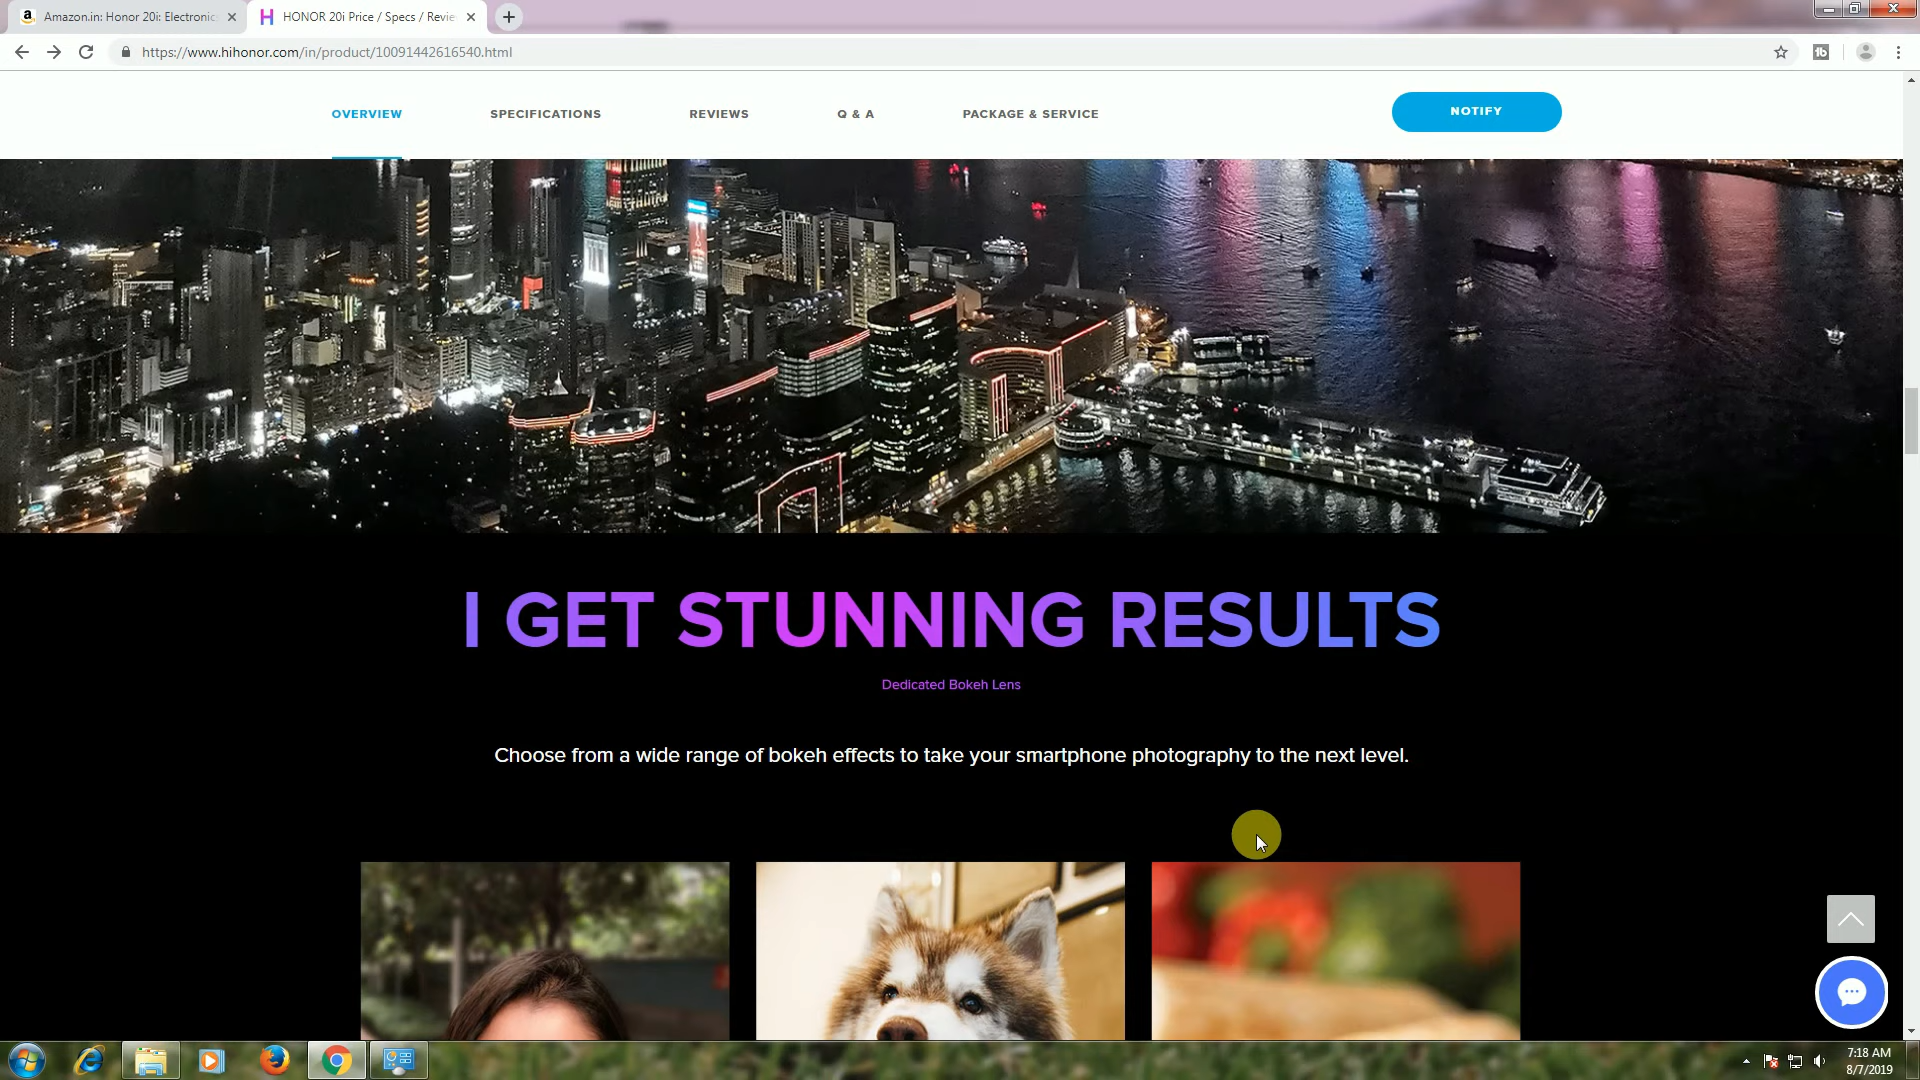 Amazon.in: Honor 20i: Electronic
HONOR 20i Price / Specs / Revie
https://www.hihonor.com/in/product/10091442616540.html
OVERVIEW
SPECIFICATIONS
REVIEWS
Q & A
PACKAGE & SERVICE
NOTIFY
I GET STUNNING RESULTS
Dedicated Bokeh Lens
Choose from a wide range of bokeh effects to take your smartphone photography to the next level.
7:18 AM
8/7/2019